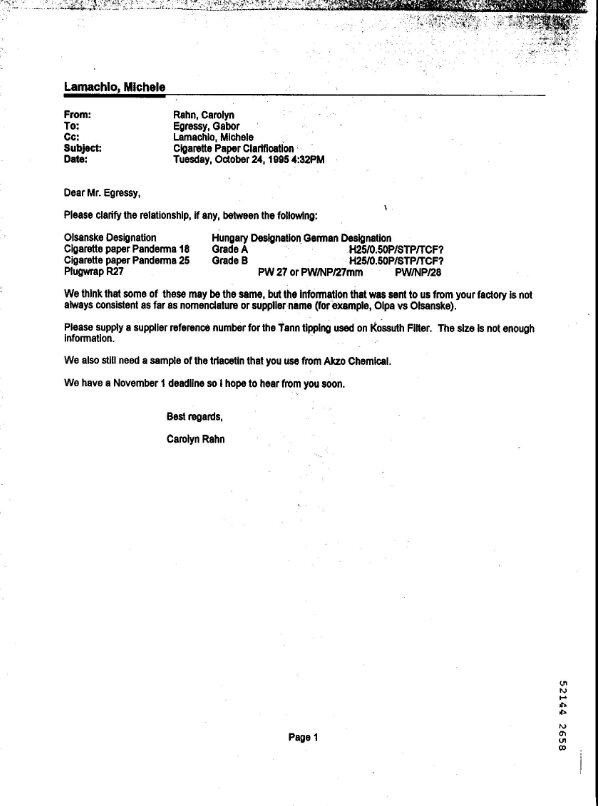 Lamachio, Michele
From: Rahn, Carolyn
To: Egressy, Gabor
Cc: Lamachio, Michele
Subject: Cigarette Paper Clarification
Date: Tuesday, October 24, 1995 4:32PM
Dear Mr. Egressy,
Please clarify the relationship, if any, between the following:
Olsanske Designation Hungary Designation German Designation
Cigarette paper Panderma 18 Grade A H25/0.50P/STP/TCF?
Cigarette paper Panderma 25 Grade B H25/0.50P/STP/TCF?
Plugwrap R27 PW 27 or PW/NP/27mm PW/NP/28
We think that some of these may be the same, but the information that was sent to us from your factory is not
always consistent as far as nomenclature or supplier name (for example, Olpa vs Olsanske).
Please supply a supplier reference number for the Tann tipping used on Kossuth Filter. The size is not enough
information.
We also still need a sample of the triacetin that you use from Akzo Chemical.
We have a November 1 deadline so I hope to hear from you soon.
Best regards,
Carolyn Rahn
Page 1
52144 2658